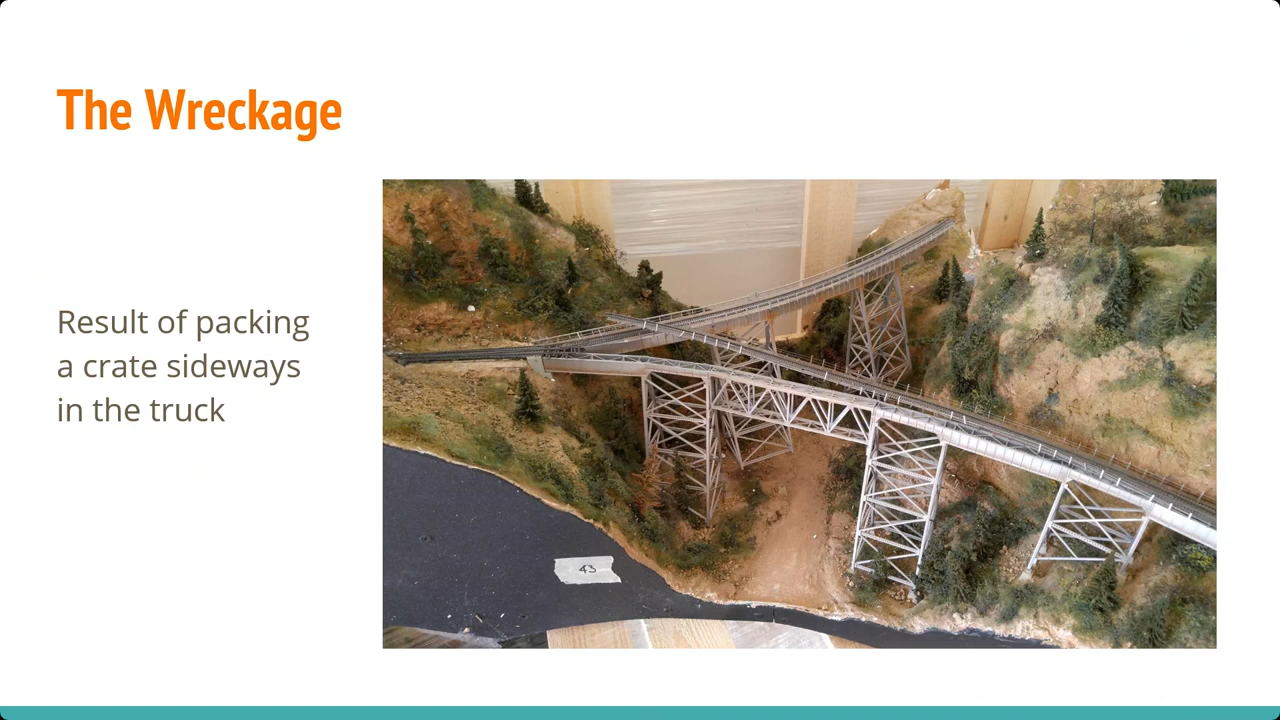 The Wreckage
Result of packing
a crate sideways
in the truck
43